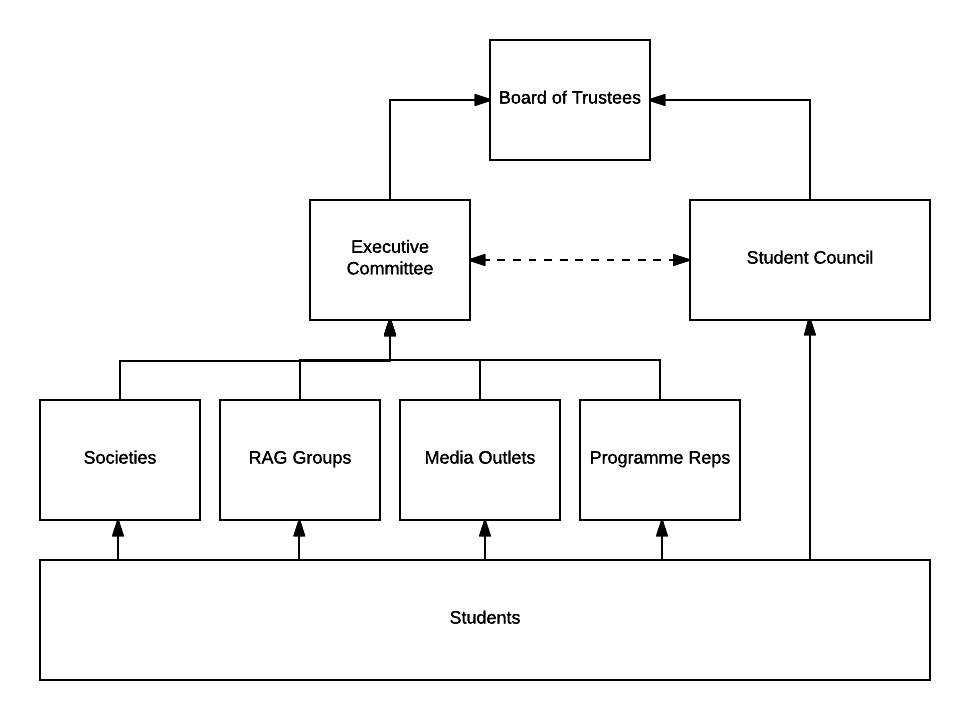 Board of Trustees
Executive
Committee
Student Council
Societies
RAG Groups
Media Outlets
Programme Reps
Students